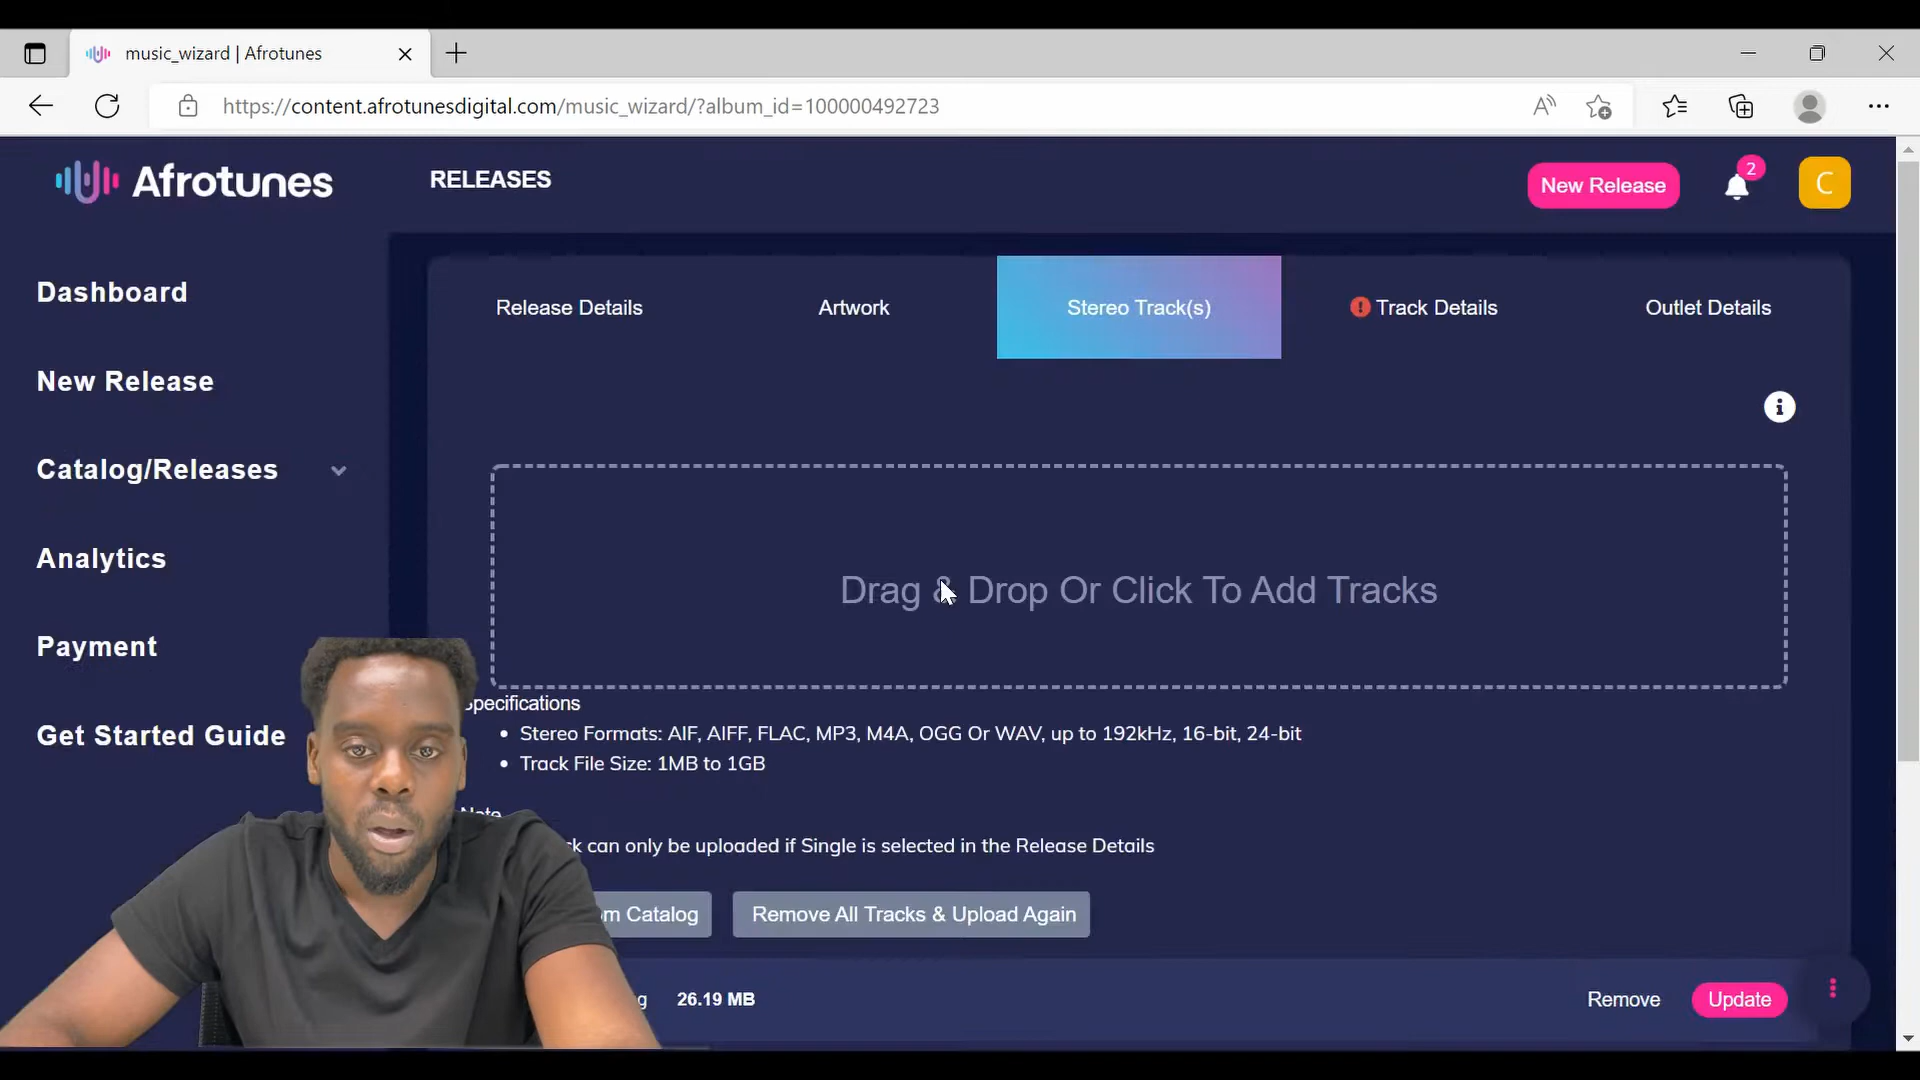 music_wizard | Afrotunes
https://content.afrotunesdigital.com/music_wizard/?album_id=100000492723
Afrotunes
RELEASES
New Release
2
C
Dashboard
New Release
Catalog/Releases
Analytics
Payment
Get Started Guide
Release Details
Artwork
Stereo Track(s)
Track Details
Outlet Details
Drag & Drop Or Click To Add Tracks
Specifications
Stereo Formats: AIF, AIFF, FLAC, MP3, M4A, OGG Or WAV, up to 192kHz, 16-bit, 24-bit
Track File Size: 1MB to 1GB
Note
can only be uploaded if Single is selected in the Release Details
Catalog
Remove All Tracks & Upload Again
26.19 MB
Remove
Update